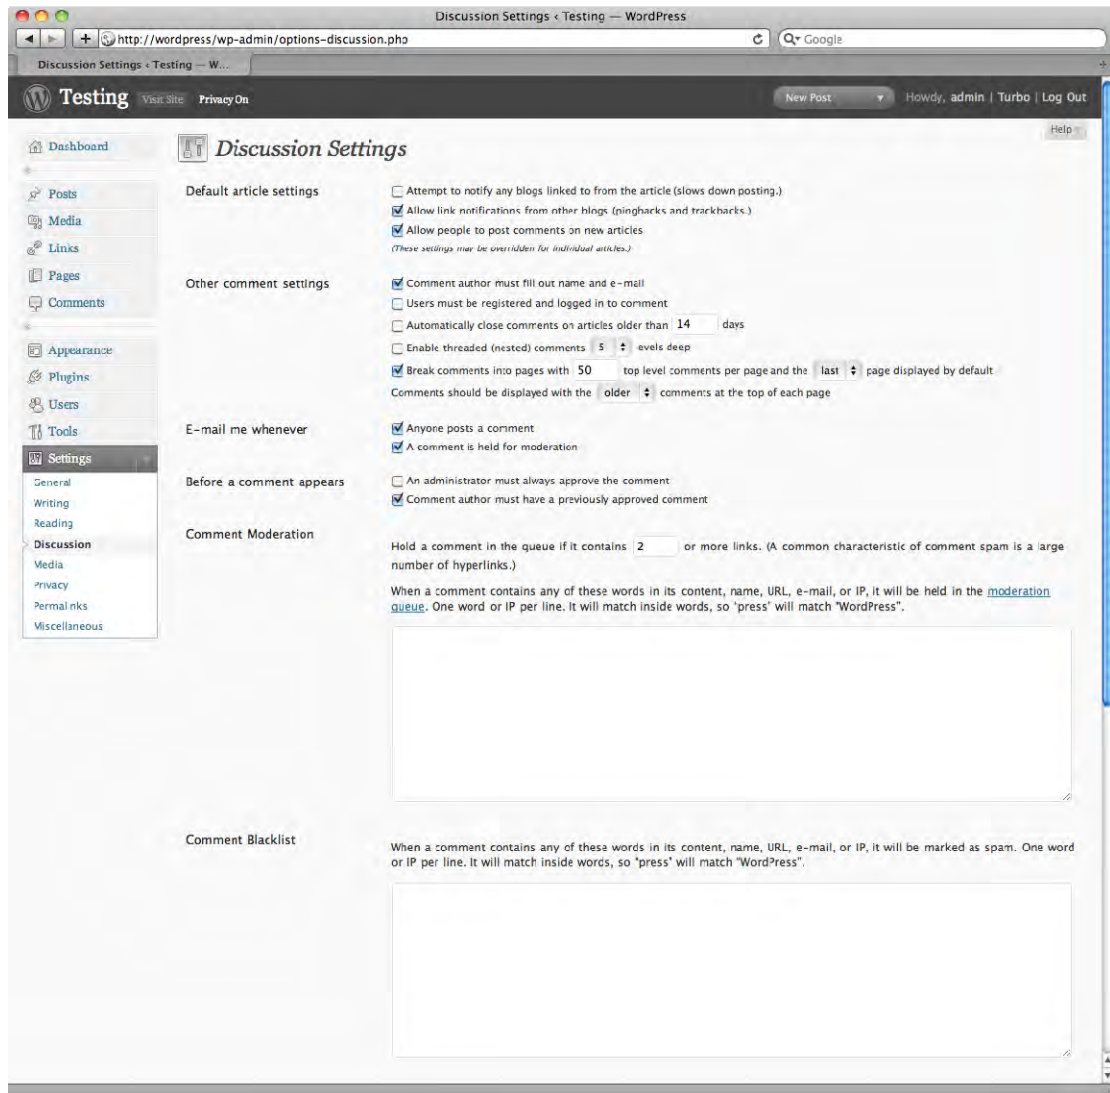 Discussion Settings ‹ Testing — WordPress
http://wordpress/wp-admin/options-discussion.php
Google
Discussion Settings ‹ Testing — W...
Testing Visit Site Privacy On New Post Howdy, admin | Turbo | Log Out
Help
Dashboard
Posts
Media
Links
Pages
Comments
Appearance
Plugins
Users
Tools
Settings
General
Writing
Reading
Discussion
Media
Privacy
Permalinks
Miscellaneous
Discussion Settings
Default article settings
Attempt to notify any blogs linked to from the article (slows down posting.)
Allow link notifications from other blogs (pingbacks and trackbacks.)
Allow people to post comments on new articles
(These settings may be overridden for individual articles.)
Other comment settings
Comment author must fill out name and e-mail
Users must be registered and logged in to comment
Automatically close comments on articles older than 14 days
Enable threaded (nested) comments 5 levels deep
Break comments into pages with 50 top level comments per page and the last page displayed by default
Comments should be displayed with the older comments at the top of each page
E-mail me whenever
Anyone posts a comment
A comment is held for moderation
Before a comment appears
An administrator must always approve the comment
Comment author must have a previously approved comment
Comment Moderation
Hold a comment in the queue if it contains 2 or more links. (A common characteristic of comment spam is a large
number of hyperlinks.)
When a comment contains any of these words in its content, name, URL, e-mail, or IP, it will be held in the moderation
queue. One word or IP per line. It will match inside words, so "press" will match "WordPress".
Comment Blacklist
When a comment contains any of these words in its content, name, URL, e-mail, or IP, it will be marked as spam. One word
or IP per line. It will match inside words, so "press" will match "WordPress".